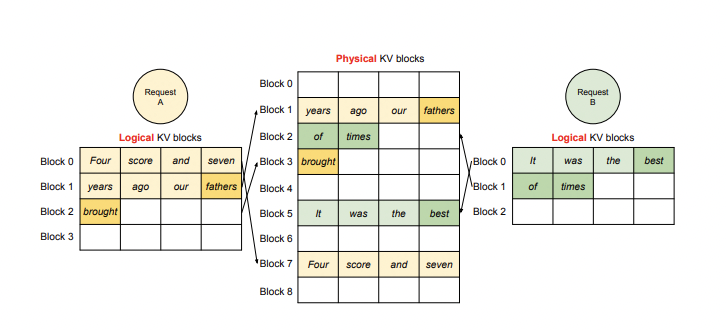 Physical KV blocks
Request
A
Logical KV blocks
Block 0 Four score and seven
Block 1 years ago our fathers
Block 2 brought
Block 3
Block 0
Block 1 years ago our fathers
Block 2 of times
Block 3 brought
Block 4
Block 5 It was the best
Block 6
Block 7 Four score and seven
Block 8
Request
B
Logical KV blocks
Block 0 It was the best
Block 1 of times
Block 2